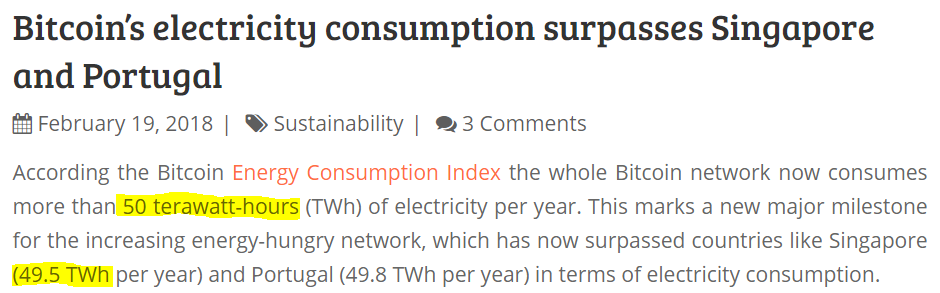 Bitcoin's electricity consumption surpasses Singapore
and Portugal
February 19, 2018 | Sustainability | 3 Comments
According the Bitcoin Energy Consumption Index the whole Bitcoin network now consumes
more than 50 terawatt-hours (TWh) of electricity per year. This marks a new major milestone
for the increasing energy-hungry network, which has now surpassed countries like Singapore
(49.5 TWh per year) and Portugal (49.8 TWh per year) in terms of electricity consumption.